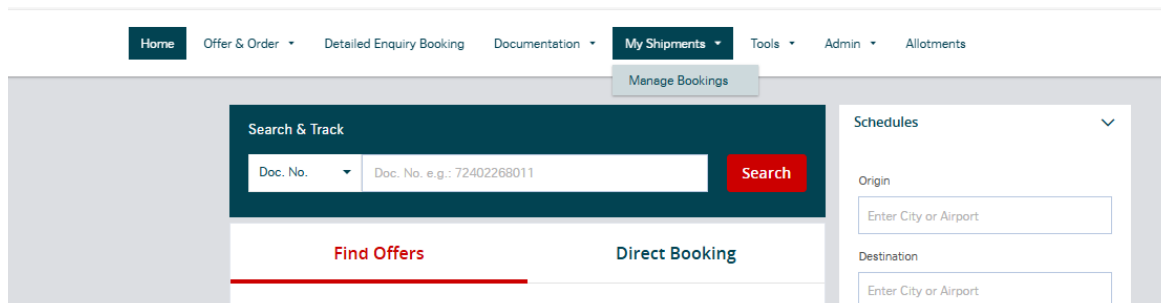 Home Offer & Order Detailed Enquiry Booking Documentation My Shipments Tools Admin Allotments
Manage Bookings
Search & Track
Doc. No. Doc. No. e.g.: 72402268011 Search
Find Offers Direct Booking
Schedules
Origin
Enter City or Airport
Destination
Enter City or Airport